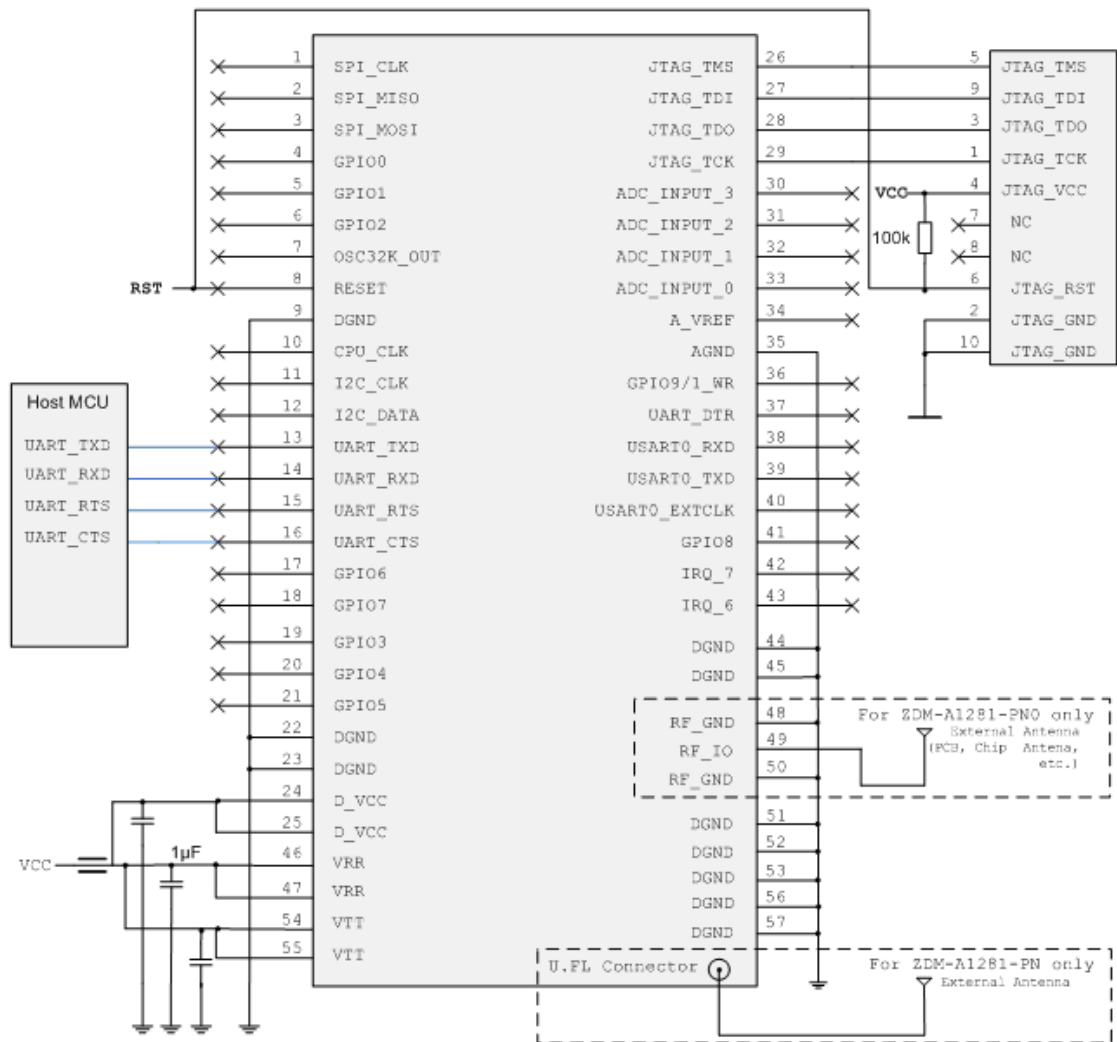 1 SPI_CLK JTAG_TMS 26 5 JTAG_TMS
2 SPI_MISO JTAG_TDI 27 9 JTAG_TDI
3 SPI_MOSI JTAG_TDO 28 3 JTAG_TDO
4 GPIO0 JTAG_TCK 29 1 JTAG_TCK
5 GPIO1 ADC_INPUT_3 30 VCC 4 JTAG_VCC
6 GPIO2 ADC_INPUT_2 31 7 NC
100k
7 OSC32K_OUT ADC_INPUT_1 32 8 NC
RST 8 RESET ADC_INPUT_0 33 6 JTAG_RST
9 DGND A_VREF 34 2 JTAG_GND
10 CPU_CLK AGND 35 10 JTAG_GND
11 I2C_CLK GPIO9/1_WR 36
Host MCU
12 I2C_DATA UART_DTR 37
UART_TXD 13 UART_TXD USART0_RXD 38
UART_RXD 14 UART_RXD USART0_TXD 39
UART_RTS 15 UART_RTS USART0_EXTCLK 40
UART_CTS 16 UART_CTS GPIO8 41
17 GPIO6 IRQ_7 42
18 GPIO7 IRQ_6 43
19 GPIO3 DGND 44
20 GPIO4 DGND 45
21 GPIO5
For ZDM-A1281-PN0 only
RF_GND 48
External Antenna
22 DGND RF_IO 49
(PCB, Chip Antena,
etc.)
23 DGND RF_GND 50
24 D_VCC DGND 51
25 D_VCC DGND 52
1µF
VCC 46 VRR DGND 53
47 VRR DGND 56
54 VTT DGND 57
55 VTT
U.FL Connector
For ZDM-A1281-PN only
External Antenna